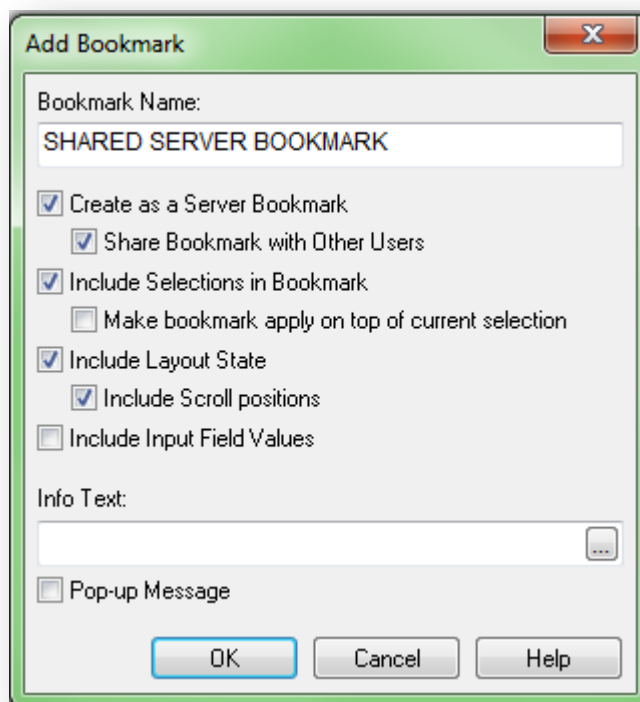 Add Bookmark
Bookmark Name:
SHARED SERVER BOOKMARK
Create as a Server Bookmark
Share Bookmark with Other Users
Include Selections in Bookmark
Make bookmark apply on top of current selection
Include Layout State
Include Scroll positions
Include Input Field Values
Info Text:
...
Pop-up Message
OK Cancel Help